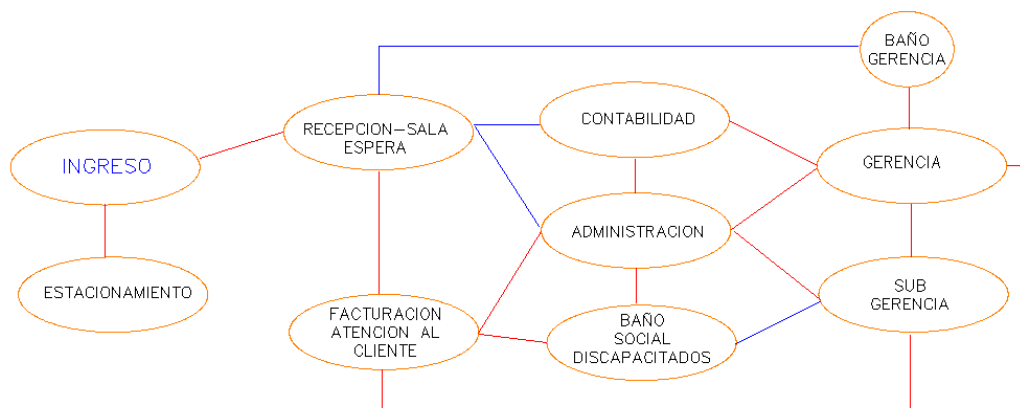 BAÑO
GERENCIA
RECEPCION-SALA
ESPERA
CONTABILIDAD
INGRESO
GERENCIA
ADMINISTRACION
ESTACIONAMIENTO
FACTURACION
ATENCION AL
CLIENTE
BAÑO
SOCIAL
DISCAPACITADOS
SUB
GERENCIA